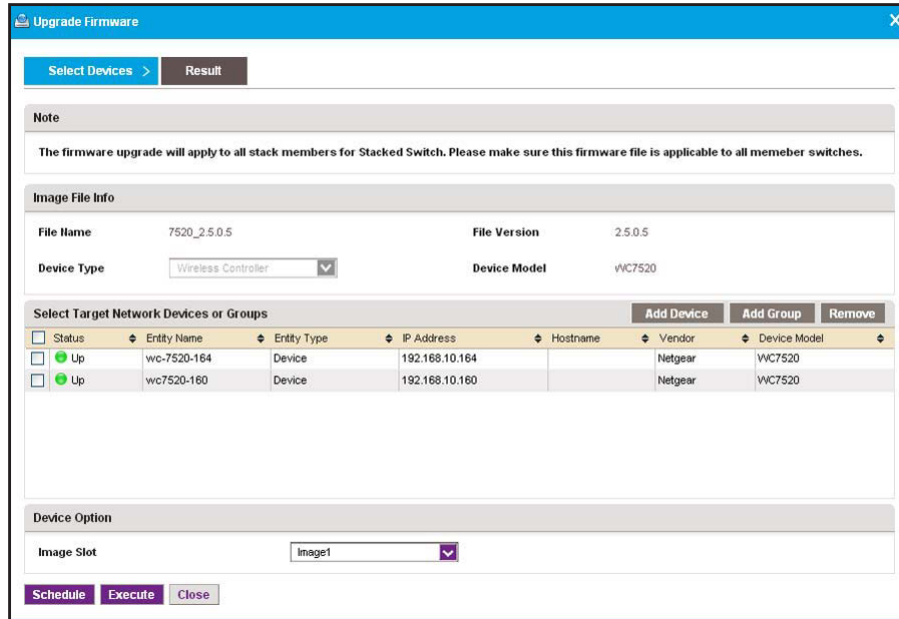 Upgrade Firmware X
Select Devices > Result
Note
The firmware upgrade will apply to all stack members for Stacked Switch. Please make sure this firmware file is applicable to all memeber switches.
Image File Info
File Name 7520_2.5.0.5 File Version 2.5.0.5
Device Type Wireless Controller Device Model WC7520
Select Target Network Devices or Groups Add Device Add Group Remove
Status Entity Name Entity Type IP Address Hostname Vendor Device Model
Up wc-7520-164 Device 192.168.10.164 Netgear WC7520
Up wc7520-160 Device 192.168.10.160 Netgear WC7520
Device Option
Image Slot Image1
Schedule Execute Close